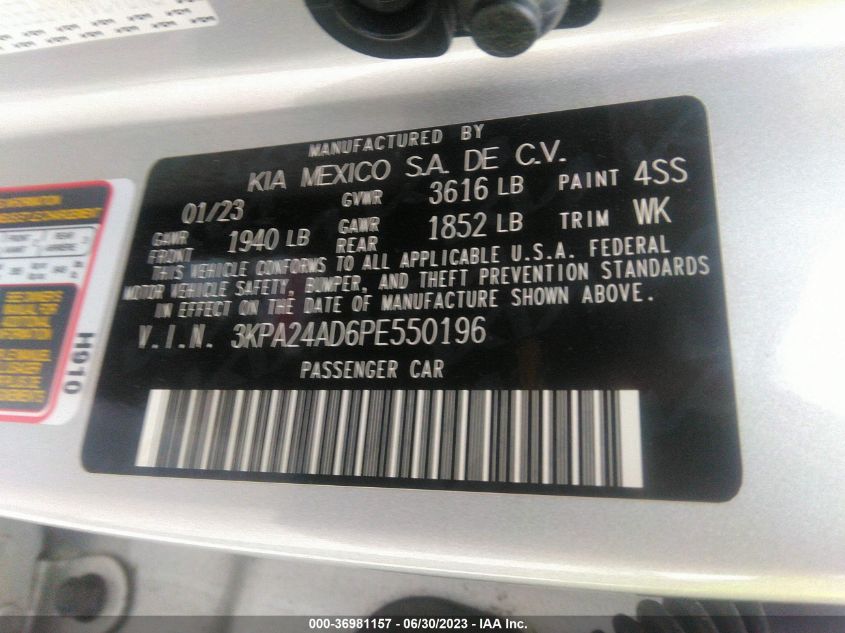 MANUFACTURED BY
KIA MEXICO S.A. DE C.V.
01/23 GVWR 3616 LB PAINT 4SS
GAWR FRONT 1940 LB GAWR REAR 1852 LB TRIM WK
THIS VEHICLE CONFORMS TO ALL APPLICABLE U.S.A. FEDERAL
MOTOR VEHICLE SAFETY, BUMPER, AND THEFT PREVENTION STANDARDS
IN EFFECT ON THE DATE OF MANUFACTURE SHOWN ABOVE.
V.I.N. 3KPA24AD6PE550196
PASSENGER CAR
H910
000-36981157 - 06/30/2023 - IAA Inc.